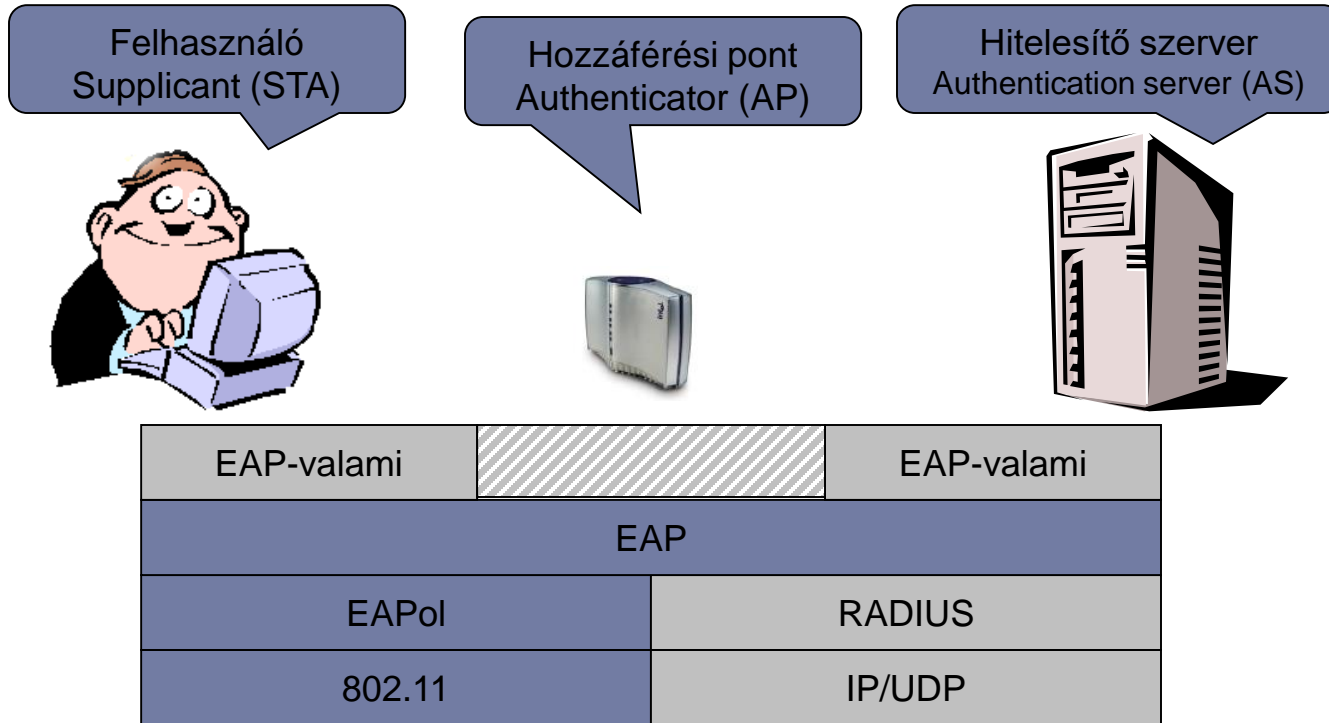 Felhasználó
Supplicant (STA)
Hozzáférési pont
Authenticator (AP)
Hitelesítő szerver
Authentication server (AS)
EAP-valami
EAP-valami
EAP
EAPol
RADIUS
802.11
IP/UDP